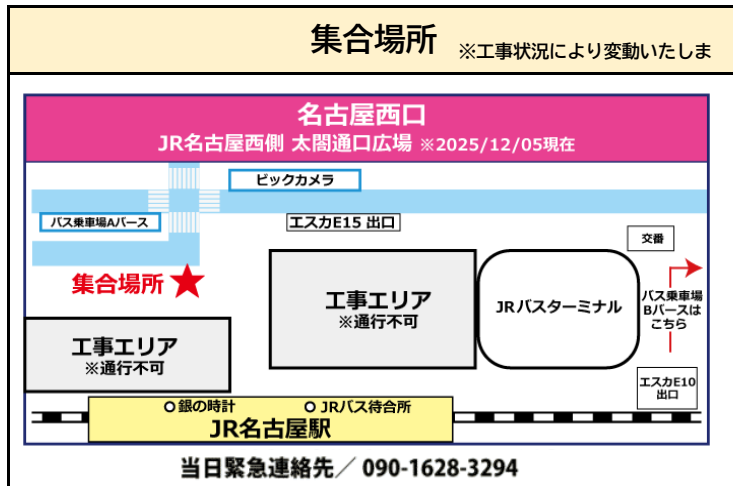 集合場所 ※工事状況により変動いたしま
名古屋西口
JR名古屋西側 太閤通口広場 ※2025/12/05現在
ビックカメラ
バス乗車場Aバース
エスカE15 出口
交番
集合場所
工事エリア
※通行不可
JRバスターミナル
バス乗車場
Bバースは
こちら
工事エリア
※通行不可
エスカE10
出口
銀の時計
JRバス待合所
JR名古屋駅
当日緊急連絡先／ 090-1628-3294